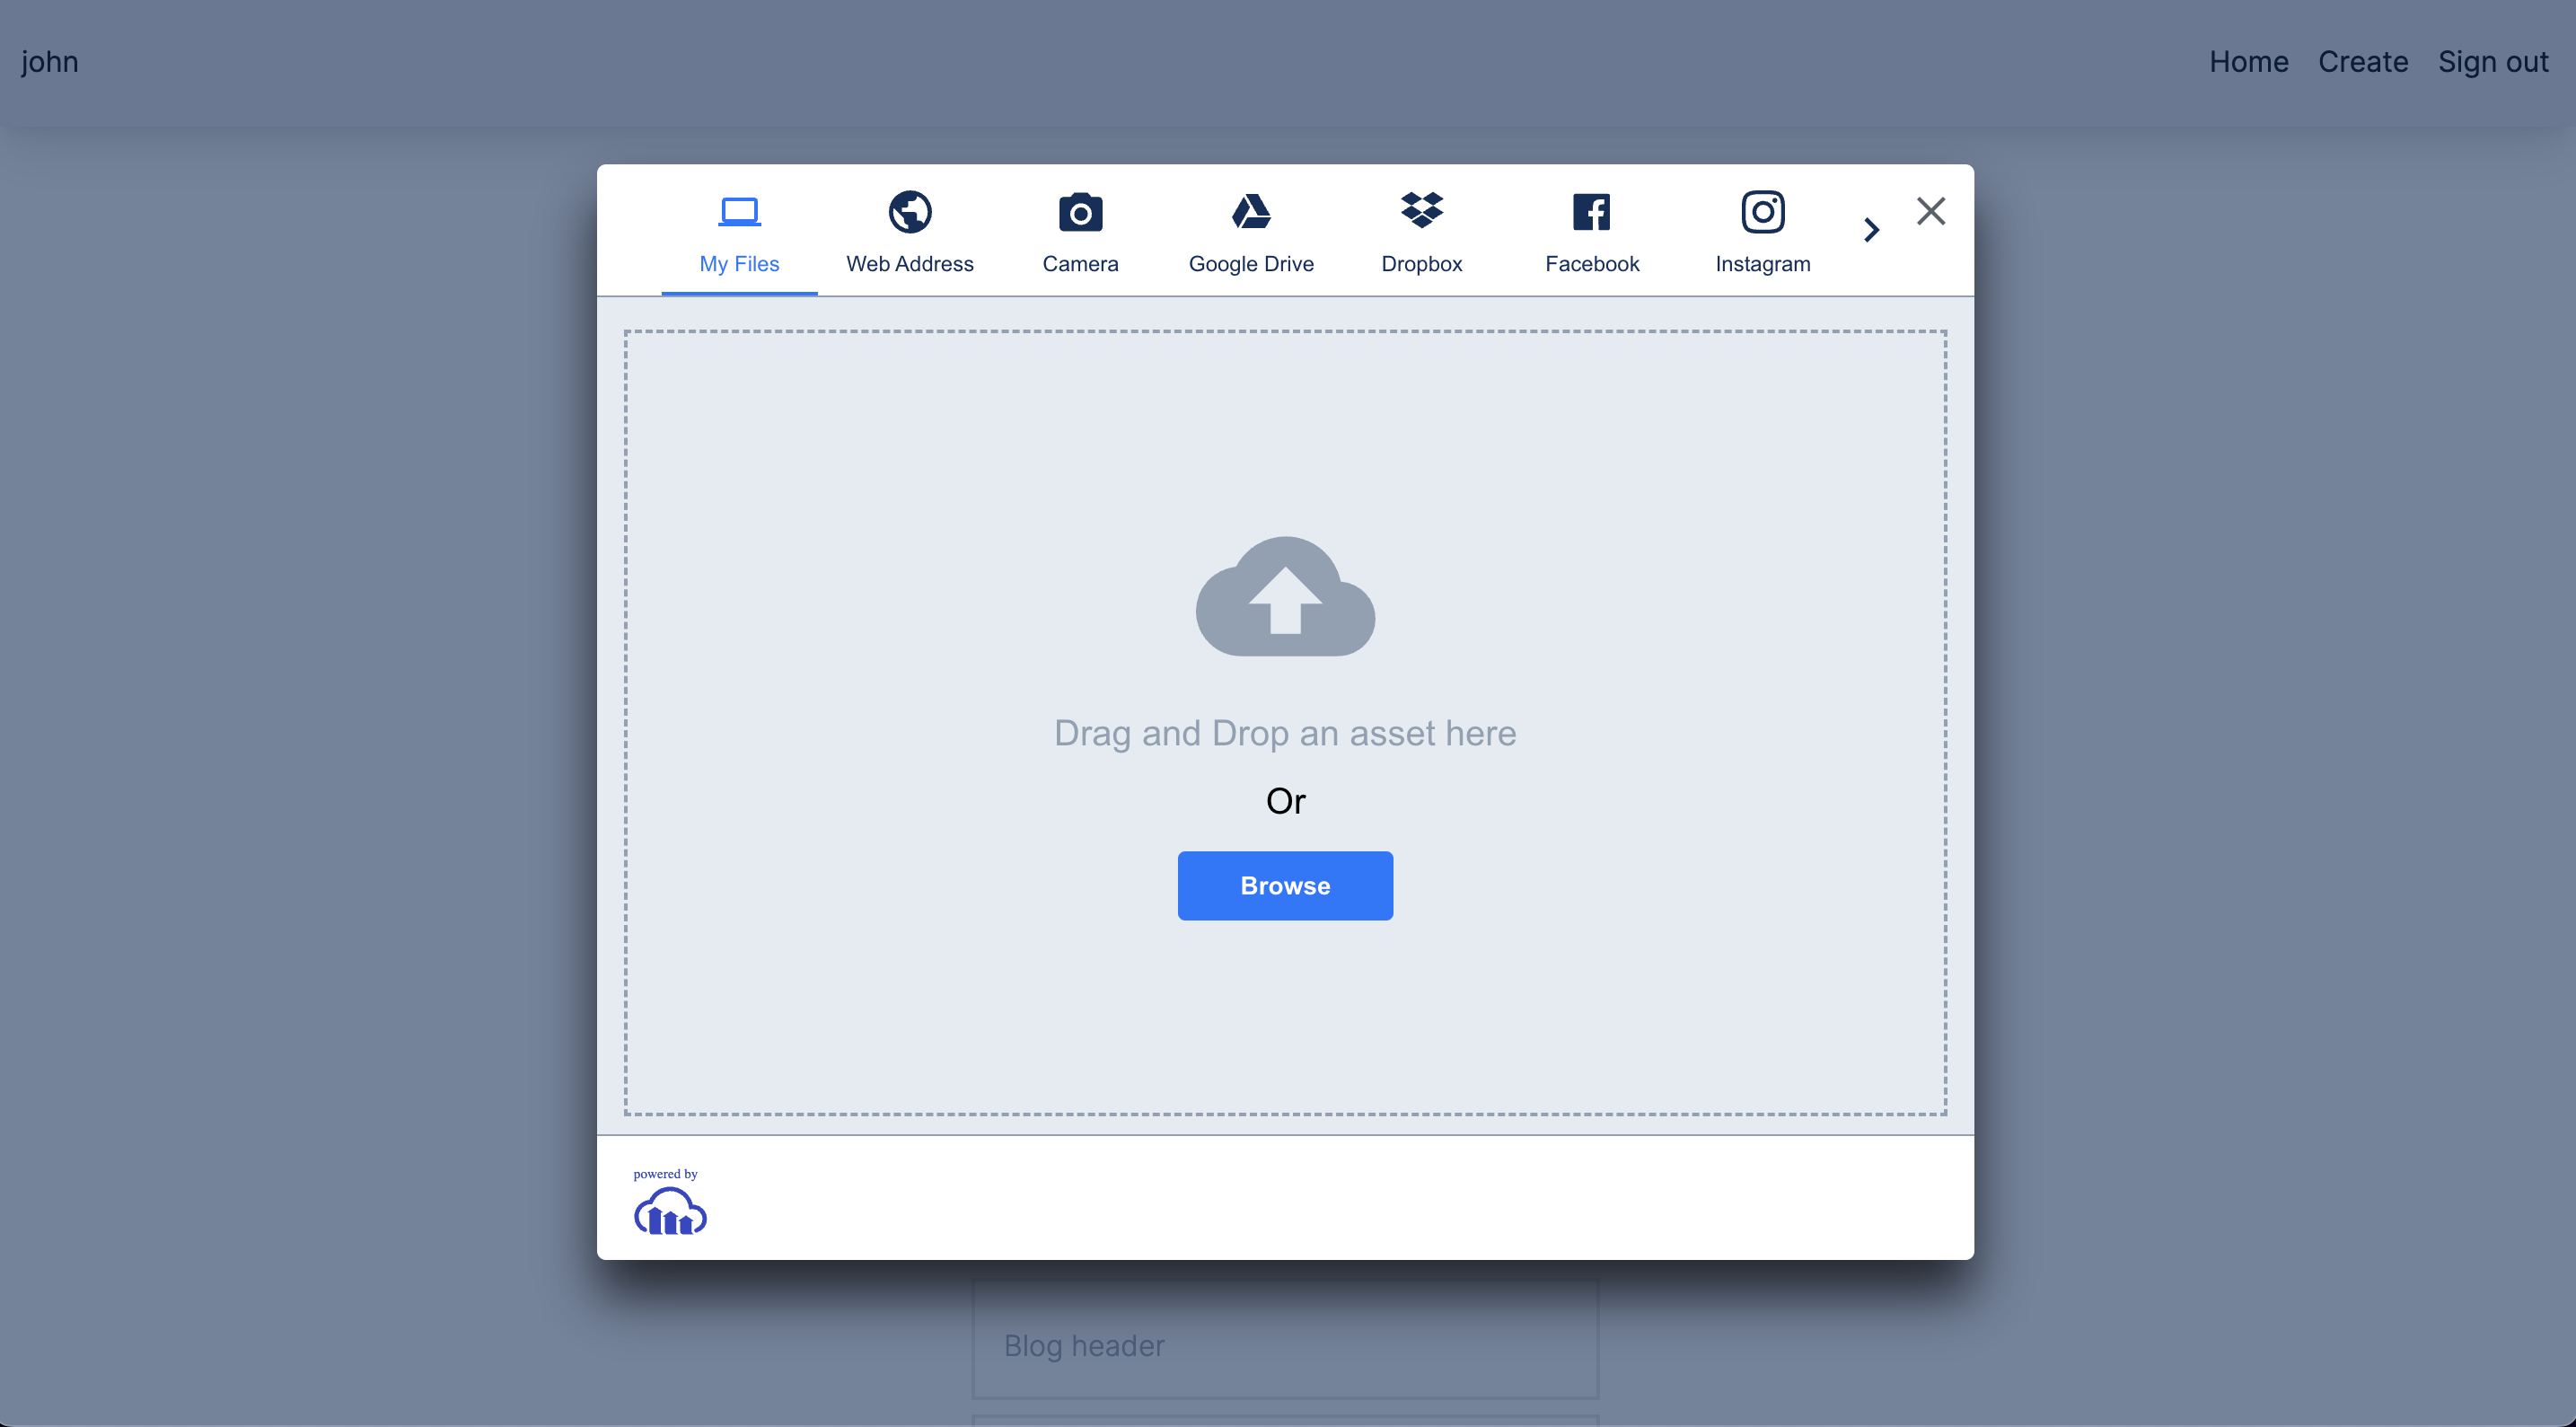 john
Home Create Sign out
My Files Web Address Camera Google Drive Dropbox Facebook Instagram
Drag and Drop an asset here
Or
Browse
powered by
Blog header